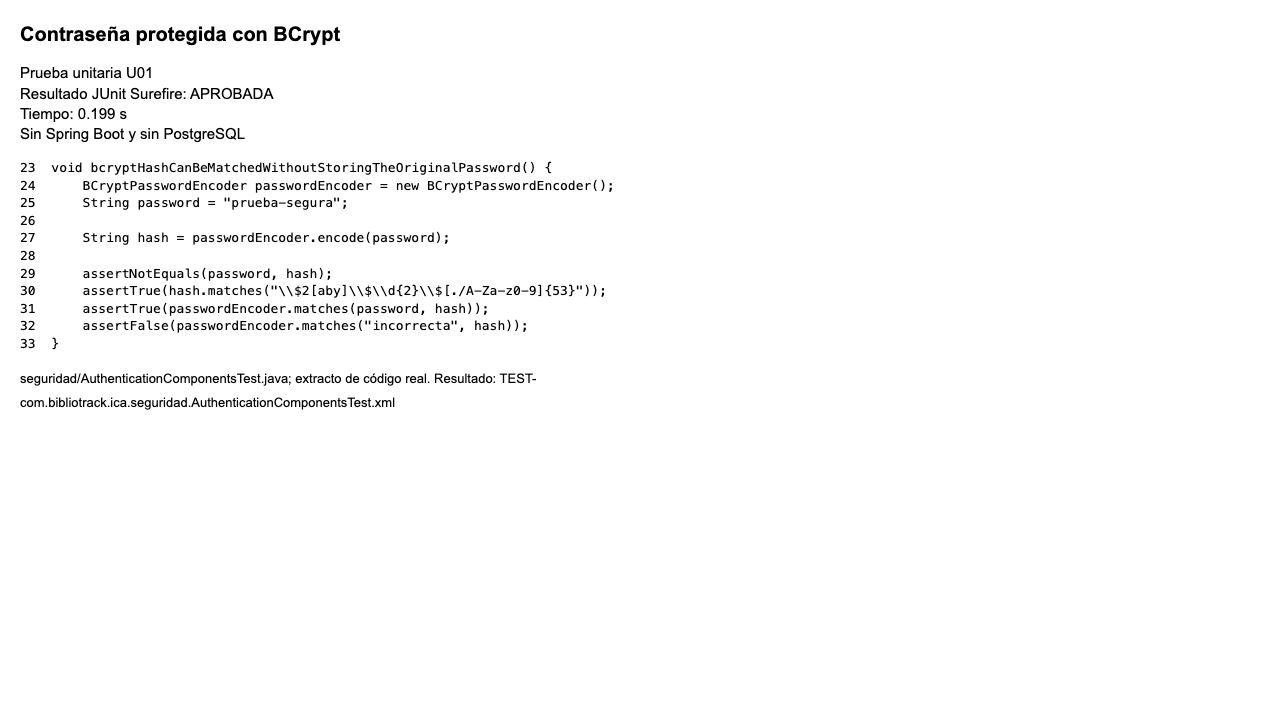 Contraseña protegida con BCrypt
Prueba unitaria U01
Resultado JUnit Surefire: APROBADA
Tiempo: 0.199 s
Sin Spring Boot y sin PostgreSQL
23  void bcryptHashCanBeMatchedWithoutStoringTheOriginalPassword() {
24      BCryptPasswordEncoder passwordEncoder = new BCryptPasswordEncoder();
25      String password = "prueba-segura";
26
27      String hash = passwordEncoder.encode(password);
28
29      assertNotEquals(password, hash);
30      assertTrue(hash.matches("\\$2[aby]\\$\\d{2}\\$[./A-Za-z0-9]{53}"));
31      assertTrue(passwordEncoder.matches(password, hash));
32      assertFalse(passwordEncoder.matches("incorrecta", hash));
33  }
seguridad/AuthenticationComponentsTest.java; extracto de código real. Resultado: TEST-
com.bibliotrack.ica.seguridad.AuthenticationComponentsTest.xml